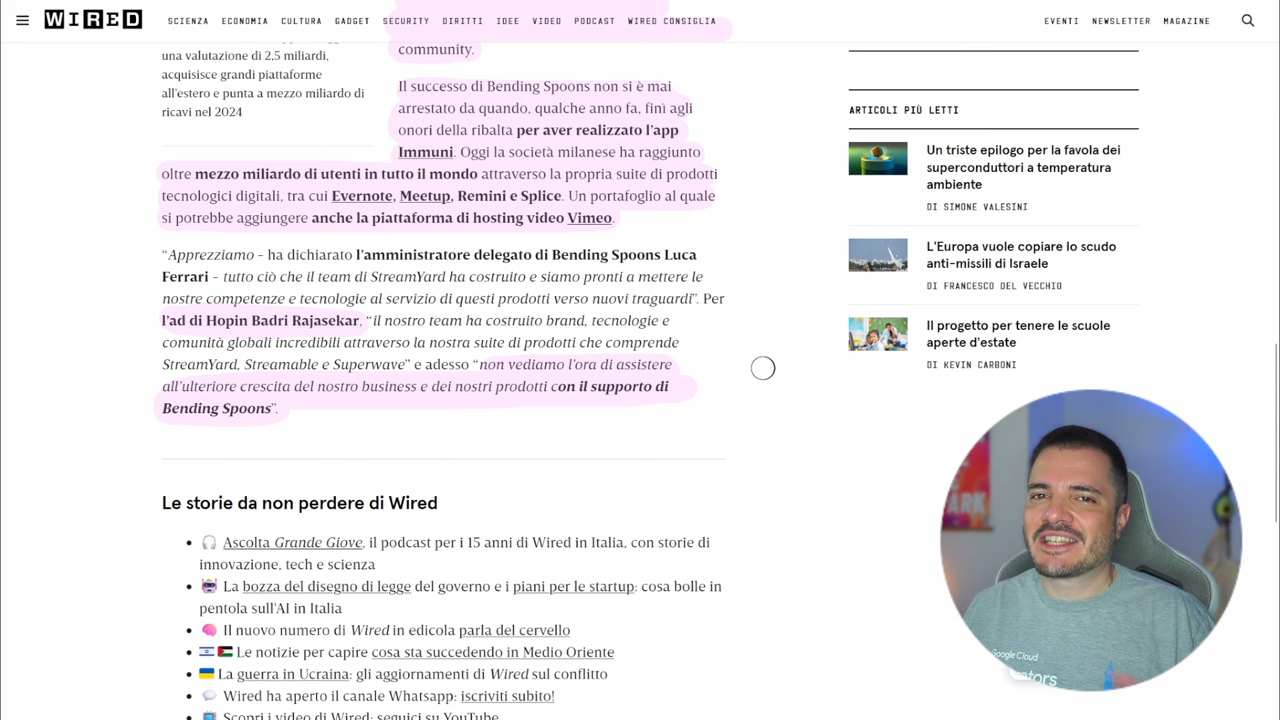 WIRED
SCIENZA ECONOMIA CULTURA GADGET SECURITY DIRITTI IDEE VIDEO PODCAST WIRED CONSIGLIA
EVENTI NEWSLETTER MAGAZINE
una valutazione di 2,5 miliardi,
acquisisce grandi piattaforme
all'estero e punta a mezzo miliardo di
ricavi nel 2024
community.
Il successo di Bending Spoons non si è mai
arrestato da quando, qualche anno fa, finì agli
onori della ribalta per aver realizzato l'app
Immuni. Oggi la società milanese ha raggiunto
oltre mezzo miliardo di utenti in tutto il mondo attraverso la propria suite di prodotti
tecnologici digitali, tra cui Evernote, Meetup, Remini e Splice. Un portafoglio al quale
si potrebbe aggiungere anche la piattaforma di hosting video Vimeo.
“Apprezziamo - ha dichiarato l'amministratore delegato di Bending Spoons Luca
Ferrari - tutto ciò che il team di StreamYard ha costruito e siamo pronti a mettere le
nostre competenze e tecnologie al servizio di questi prodotti verso nuovi traguardi”. Per
l'ad di Hopin Badri Rajasekar, “il nostro team ha costruito brand, tecnologie e
comunità globali incredibili attraverso la nostra suite di prodotti che comprende
StreamYard, Streamable e Superwave” e adesso “non vediamo l'ora di assistere
all'ulteriore crescita del nostro business e dei nostri prodotti con il supporto di
Bending Spoons”.
Le storie da non perdere di Wired
Ascolta Grande Giove, il podcast per i 15 anni di Wired in Italia, con storie di
innovazione, tech e scienza
La bozza del disegno di legge del governo e i piani per le startup: cosa bolle in
pentola sull'AI in Italia
Il nuovo numero di Wired in edicola parla del cervello
Le notizie per capire cosa sta succedendo in Medio Oriente
La guerra in Ucraina: gli aggiornamenti di Wired sul conflitto
Wired ha aperto il canale Whatsapp: iscriviti subito!
Scopri i video di Wired: seguici su YouTube
ARTICOLI PIÙ LETTI
Un triste epilogo per la favola dei
superconduttori a temperatura
ambiente
DI SIMONE VALESINI
L'Europa vuole copiare lo scudo
anti-missili di Israele
DI FRANCESCO DEL VECCHIO
Il progetto per tenere le scuole
aperte d'estate
DI KEVIN CARBONI
Google Cloud